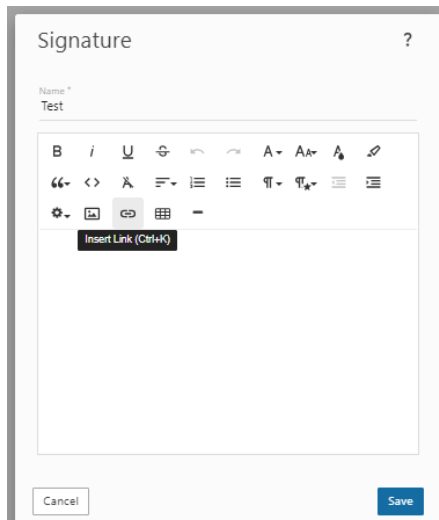 Signature ?
Name *
Test
B i U S A A A A
“ < > A ¶ ¶
Insert Link (Ctrl+K)
Cancel Save